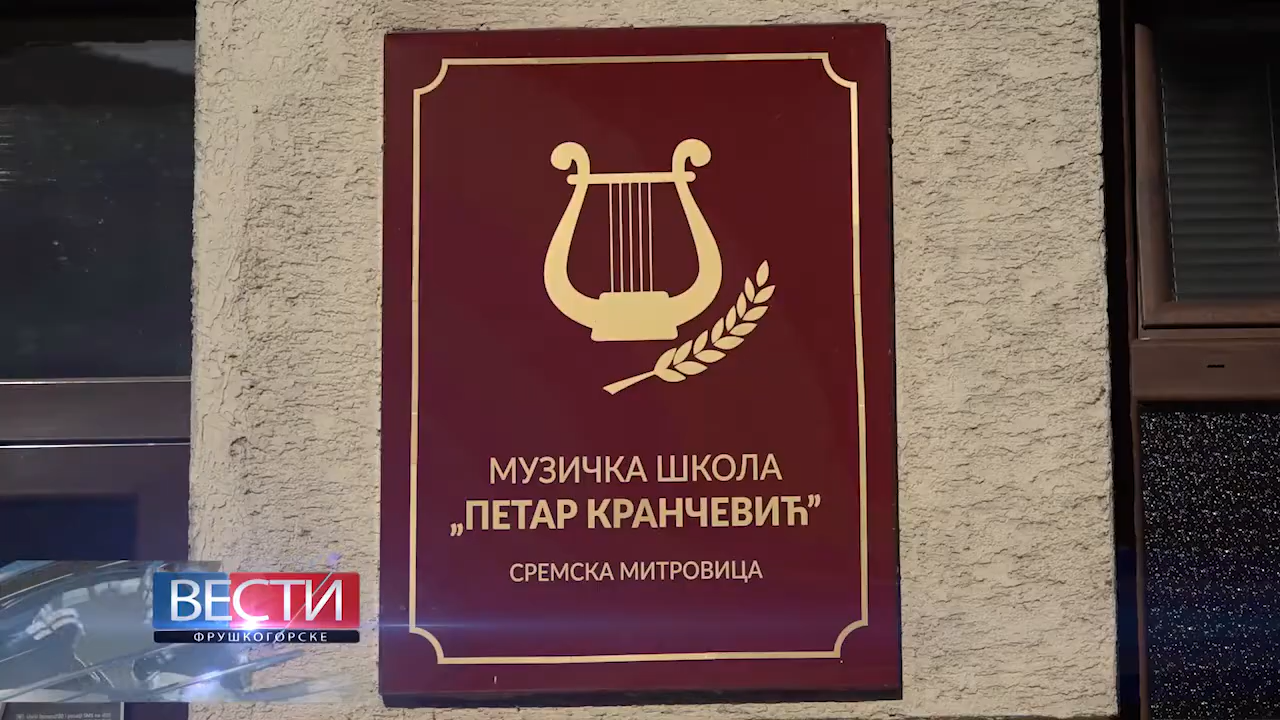 МУЗИЧКА ШКОЛА
„ПЕТАР КРАНЧЕВИЋ”
СРЕМСКА МИТРОВИЦА
ВЕСТИ
ФРУШКОГОРСКЕ